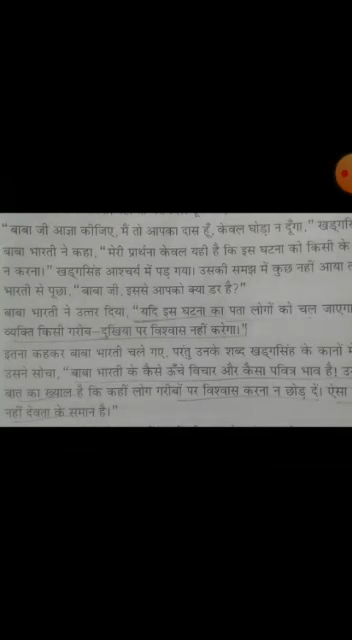 "बाबा जी आज्ञा कीजिए, मैं तो आपका दास हूँ, केवल घोड़ा न दूँगा," खड्गसिं
बाबा भारती ने कहा, "मेरी प्रार्थना केवल यही है कि इस घटना को किसी के
न करना।" खड्गसिंह आश्चर्य में पड़ गया। उसकी समझ में कुछ नहीं आया
भारती से पूछा, "बाबा जी, इससे आपको क्या डर है?"
बाबा भारती ने उत्तर दिया, "यदि इस घटना का पता लोगों को चल जाएगा
व्यक्ति किसी गरीब-दुखिया पर विश्वास नहीं करेगा।"
इतना कहकर बाबा भारती चले गए, परंतु उनके शब्द खड्गसिंह के कानों में
उसने सोचा, "बाबा भारती के कैसे ऊँचे विचार और कैसा पवित्र भाव है!
बात का ख्याल है कि कहीं लोग गरीबों पर विश्वास करना न छोड़ दें। ऐसा
नहीं देवता के समान है।"